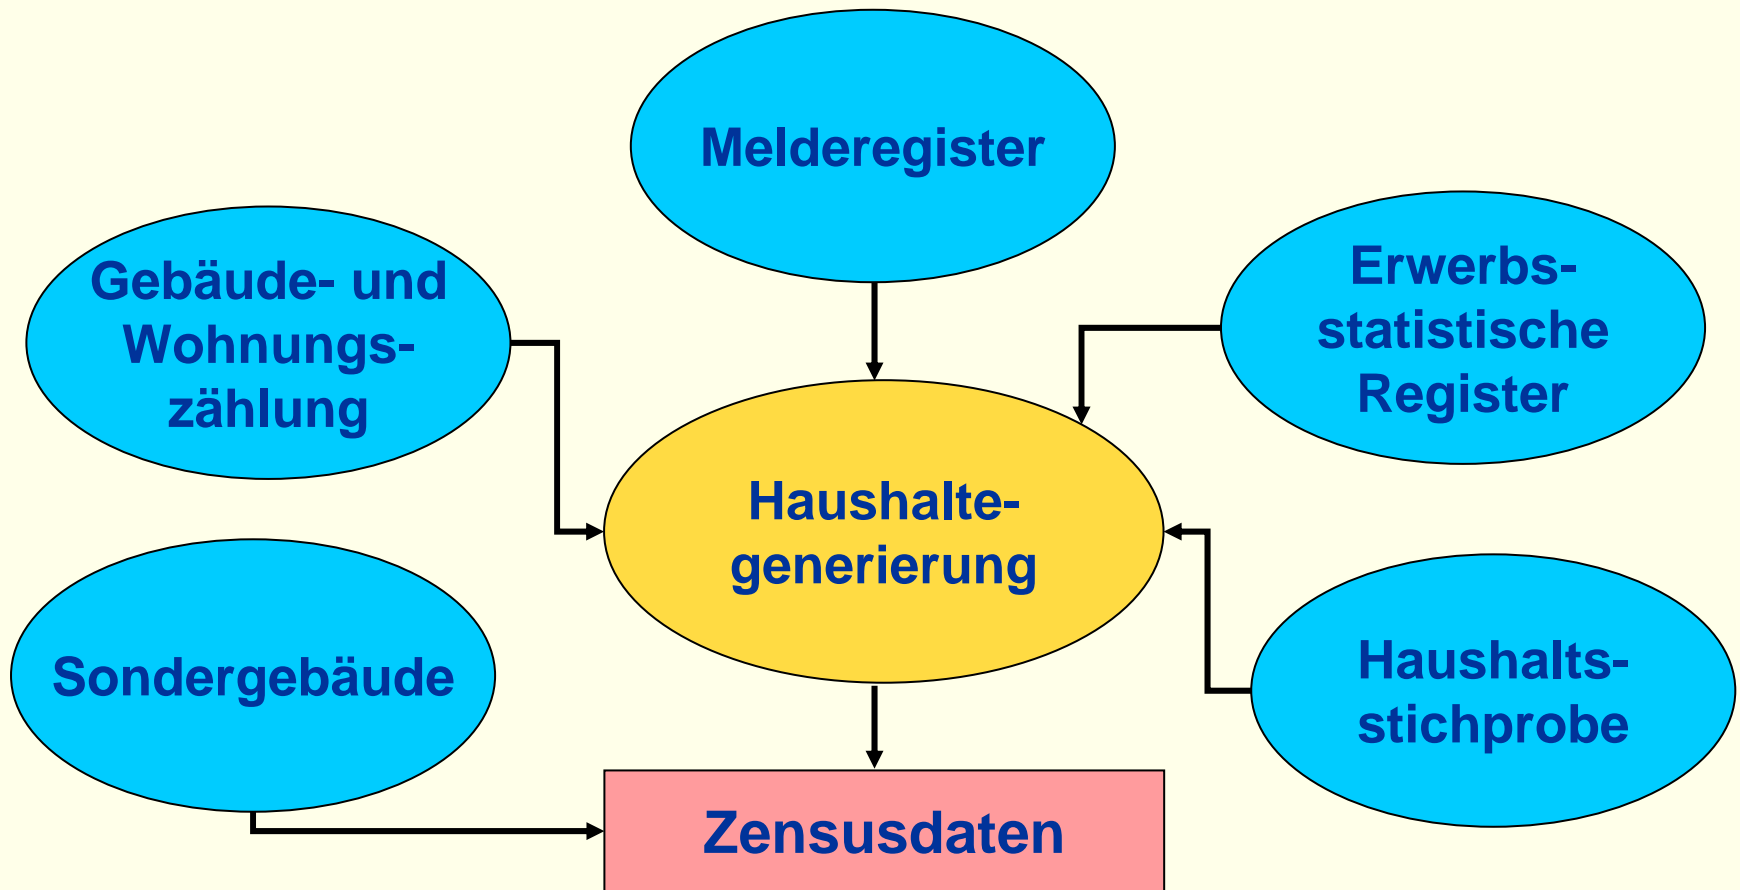 Melderegister
Gebäude- und
Wohnungs-
zählung
Erwerbs-
statistische
Register
Haushalte-
generierung
Sondergebäude
Haushalts-
stichprobe
Zensusdaten